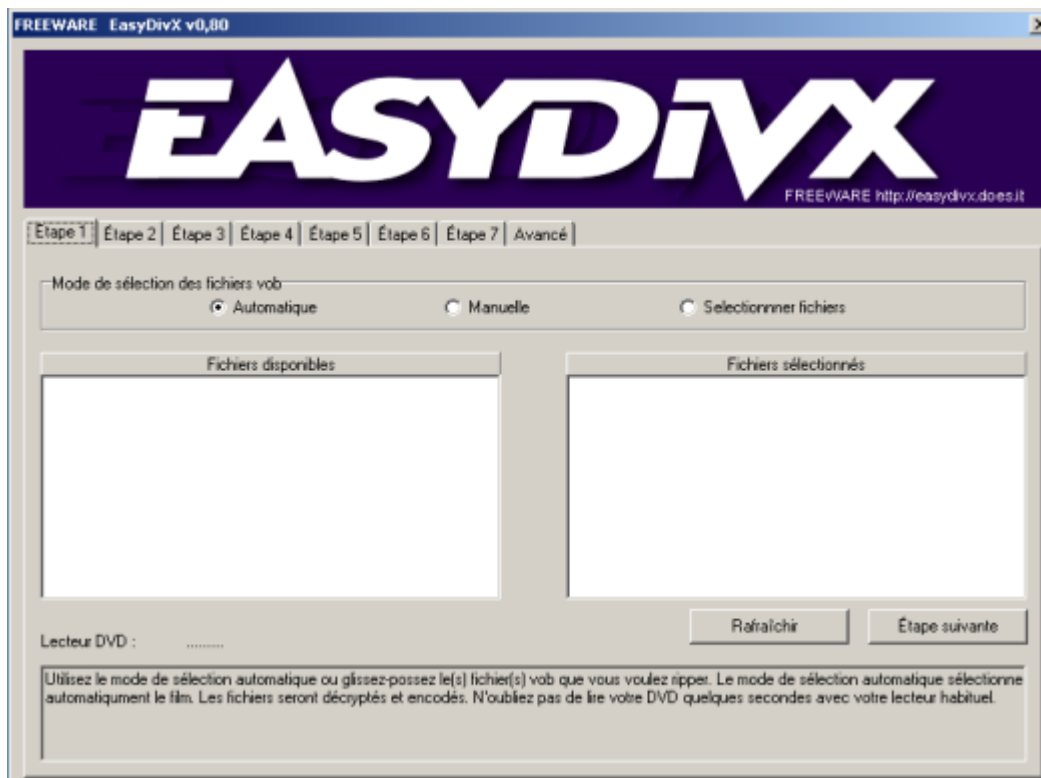 FREEWARE EasyDivX v0,80
EASYDiVX
FREEWARE http://easydivx.does.it
Étape 1 Étape 2 Étape 3 Étape 4 Étape 5 Étape 6 Étape 7 Avancé
Mode de sélection des fichiers vob
Automatique Manuelle Selectionnner fichiers
Fichiers disponibles Fichiers sélectionnés
Rafraîchir Étape suivante
Lecteur DVD : .........
Utilisez le mode de sélection automatique ou glissez-possez le(s) fichier(s) vob que vous voulez ripper. Le mode de sélection automatique sélectionne
automatiqument le film. Les fichiers seront décryptés et encodés. N'oubliez pas de lire votre DVD quelques secondes avec votre lecteur habituel.